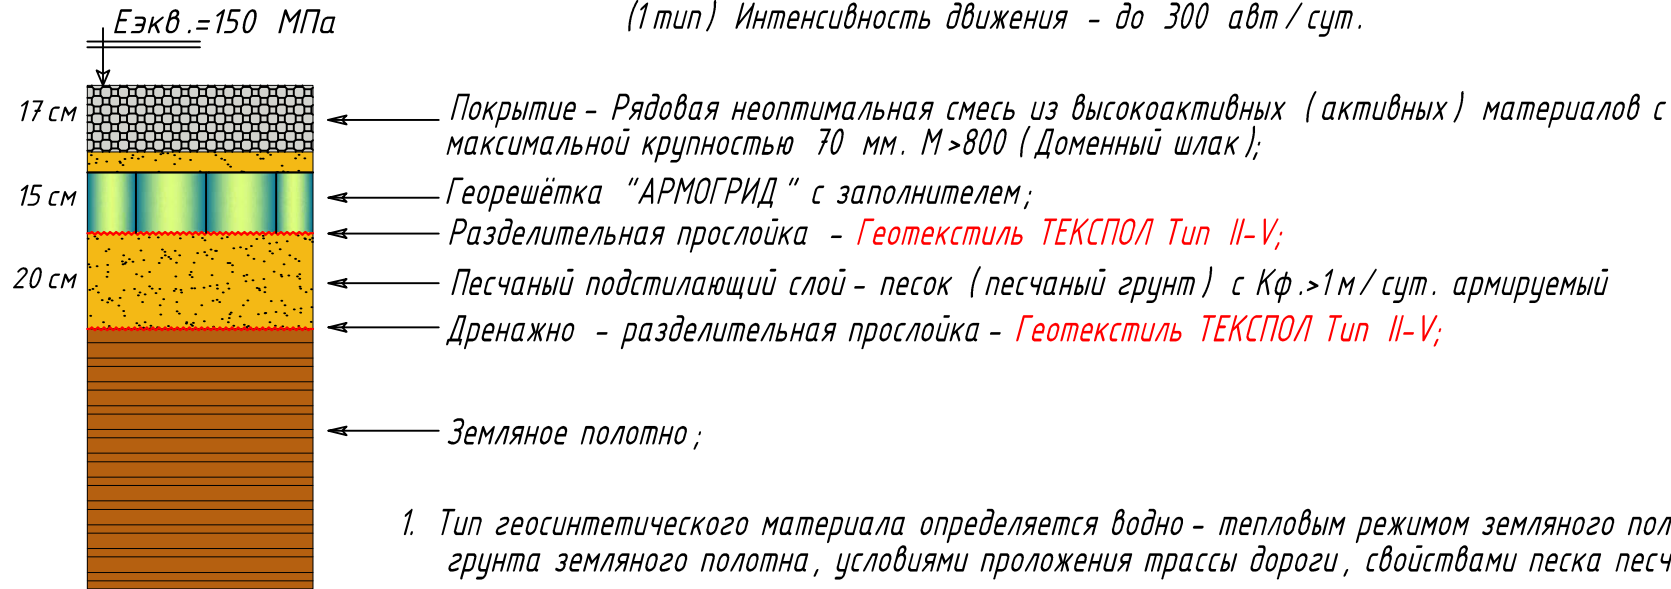 Eэкв.=150 МПа
(1 тип) Интенсивность движения - до 300 авт/сут.
17 см
Покрытие - Рядовая неоптимальная смесь из высокоактивных (активных) материалов с
максимальной крупностью 70 мм. М>800 (Доменный шлак);
15 см
Георешётка "АРМОГРИД" с заполнителем;
Разделительная прослойка - Геотекстиль ТЕКСПОЛ Тип II-V;
20 см
Песчаный подстилающий слой - песок (песчаный грунт) с Кф.>1м/сут. армируемый
Дренажно - разделительная прослойка - Геотекстиль ТЕКСПОЛ Тип II-V;
Земляное полотно;
1. Тип геосинтетического материала определяется водно - тепловым режимом земляного пол
грунта земляного полотна, условиями проложения трассы дороги, свойствами песка песч